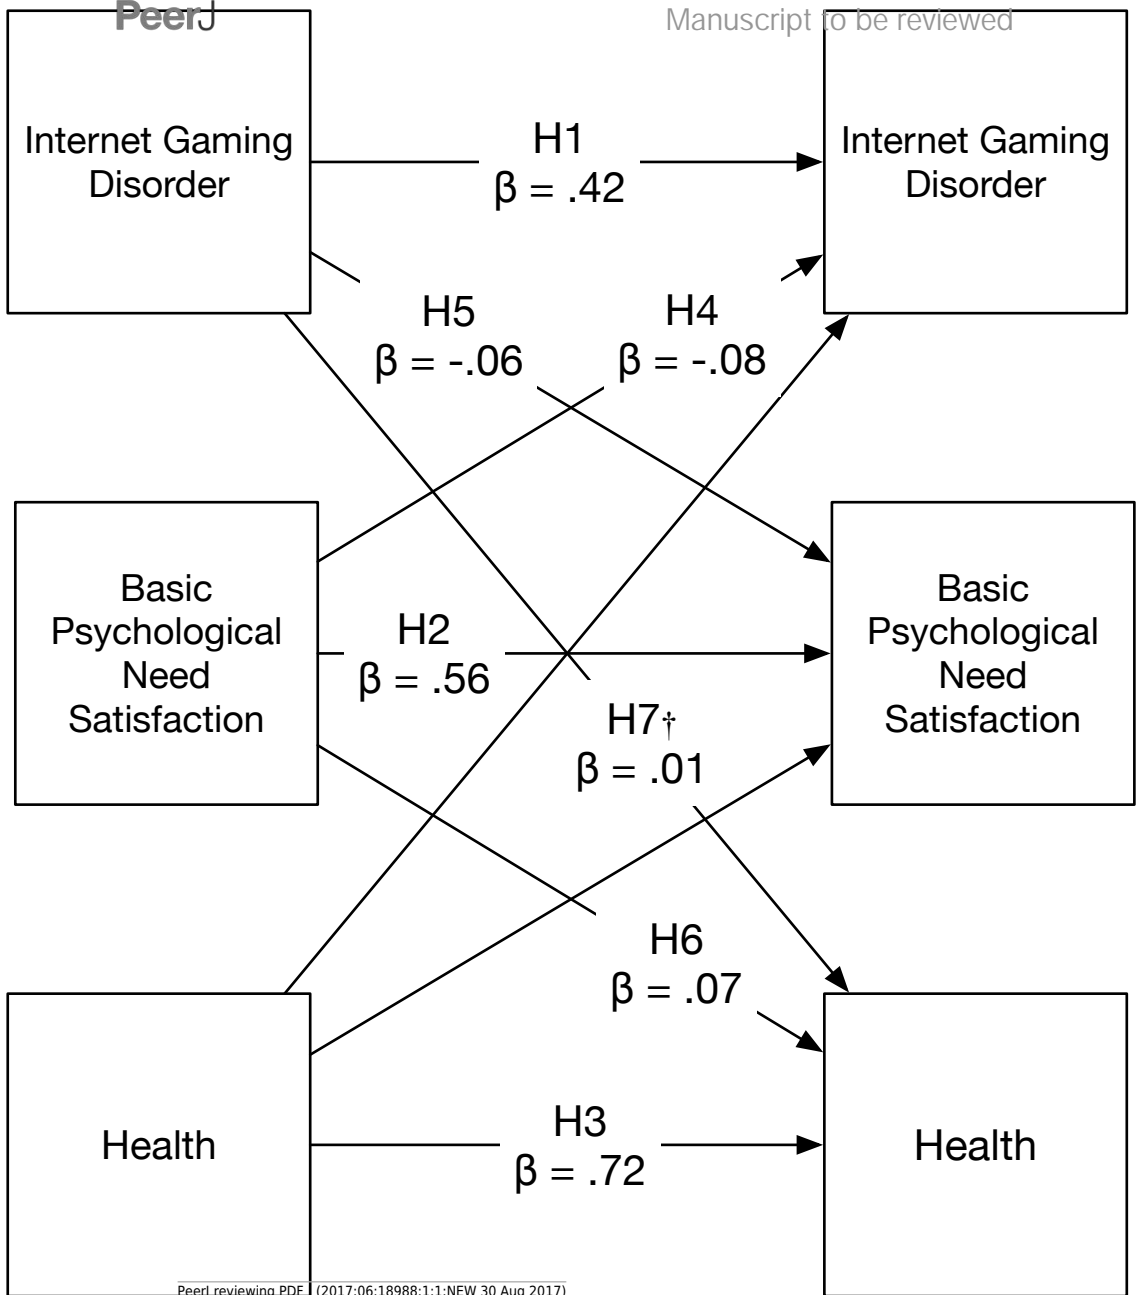 PeerJ
Manuscript to be reviewed
Internet Gaming
Disorder
H1
β = .42
Internet Gaming
Disorder
H5
β = -.06
H4
β = -.08
Basic
Psychological
Need
Satisfaction
H2
β = .56
Basic
Psychological
Need
Satisfaction
H7†
β = .01
H6
β = .07
Health
H3
β = .72
Health
PeerJ reviewing PDF | (2017:06:18988:1:1:NEW 30 Aug 2017)